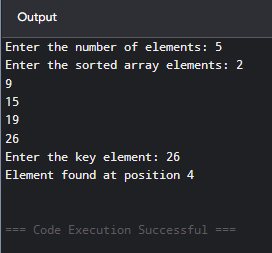 Output
Enter the number of elements: 5
Enter the sorted array elements: 2
9
15
19
26
Enter the key element: 26
Element found at position 4
=== Code Execution Successful ===